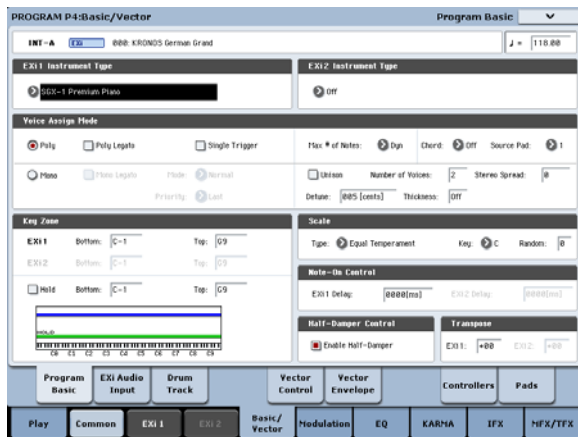 PROGRAM P4:Basic/Vector Program Basic
INT-A EXi 000: KRONOS German Grand ♩ = 118.00
EXi1 Instrument Type EXi2 Instrument Type
SGX-1 Premium Piano Off
Voice Assign Mode
Poly Poly Legato Single Trigger Max # of Notes: Dyn Chord: Off Source Pad: 1
Mono Mono Legato Mode: Normal Unison Number of Voices: 2 Stereo Spread: 0
Priority: Last Detune: 005 [cents] Thickness: Off
Key Zone Scale
EXi1 Bottom: C-1 Top: G9 Type: Equal Temperament Key: C Random: 0
EXi2 Bottom: C-1 Top: G9
Note-On Control
Hold Bottom: C-1 Top: G9 EXi1 Delay: 0000[ms] EXi2 Delay: 0000[ms]
Half-Damper Control Transpose
HOLD Enable Half-Damper EXi1: +00 EXi2: +00
C0 C1 C2 C3 C4 C5 C6 C7 C8 C9
Program Basic EXi Audio Input Drum Track Vector Control Vector Envelope Controllers Pads
Play Common EXi 1 EXi 2 Basic/Vector Modulation EQ KARMA IFX MFX/TFX